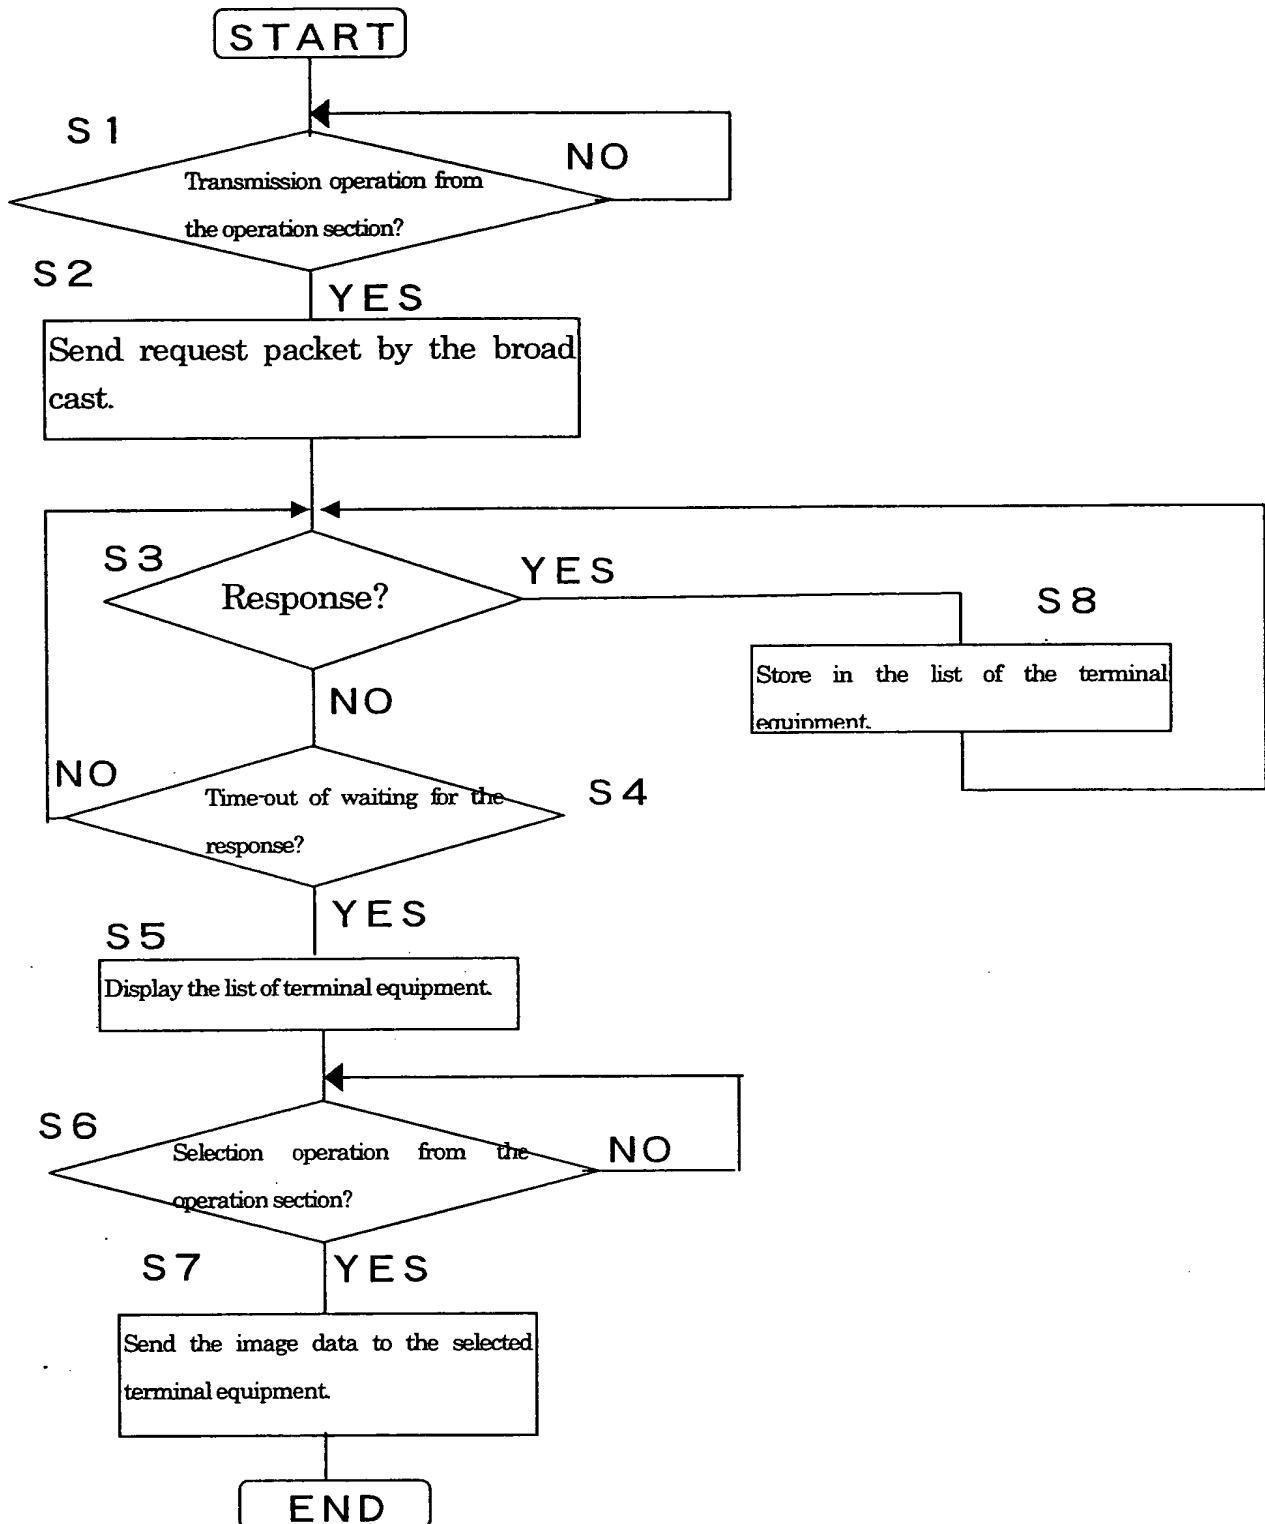 START
S1
NO
Transmission operation from
the operation section?
S2
YES
Send request packet by the broad
cast.
S3
YES
Response?
S8
Store in the list of the terminal
equipment.
NO
NO
Time-out of waiting for the
S4
response?
YES
S5
Display the list of terminal equipment.
S6
Selection operation from the
NO
operation section?
S7
YES
Send the image data to the selected
terminal equipment.
END